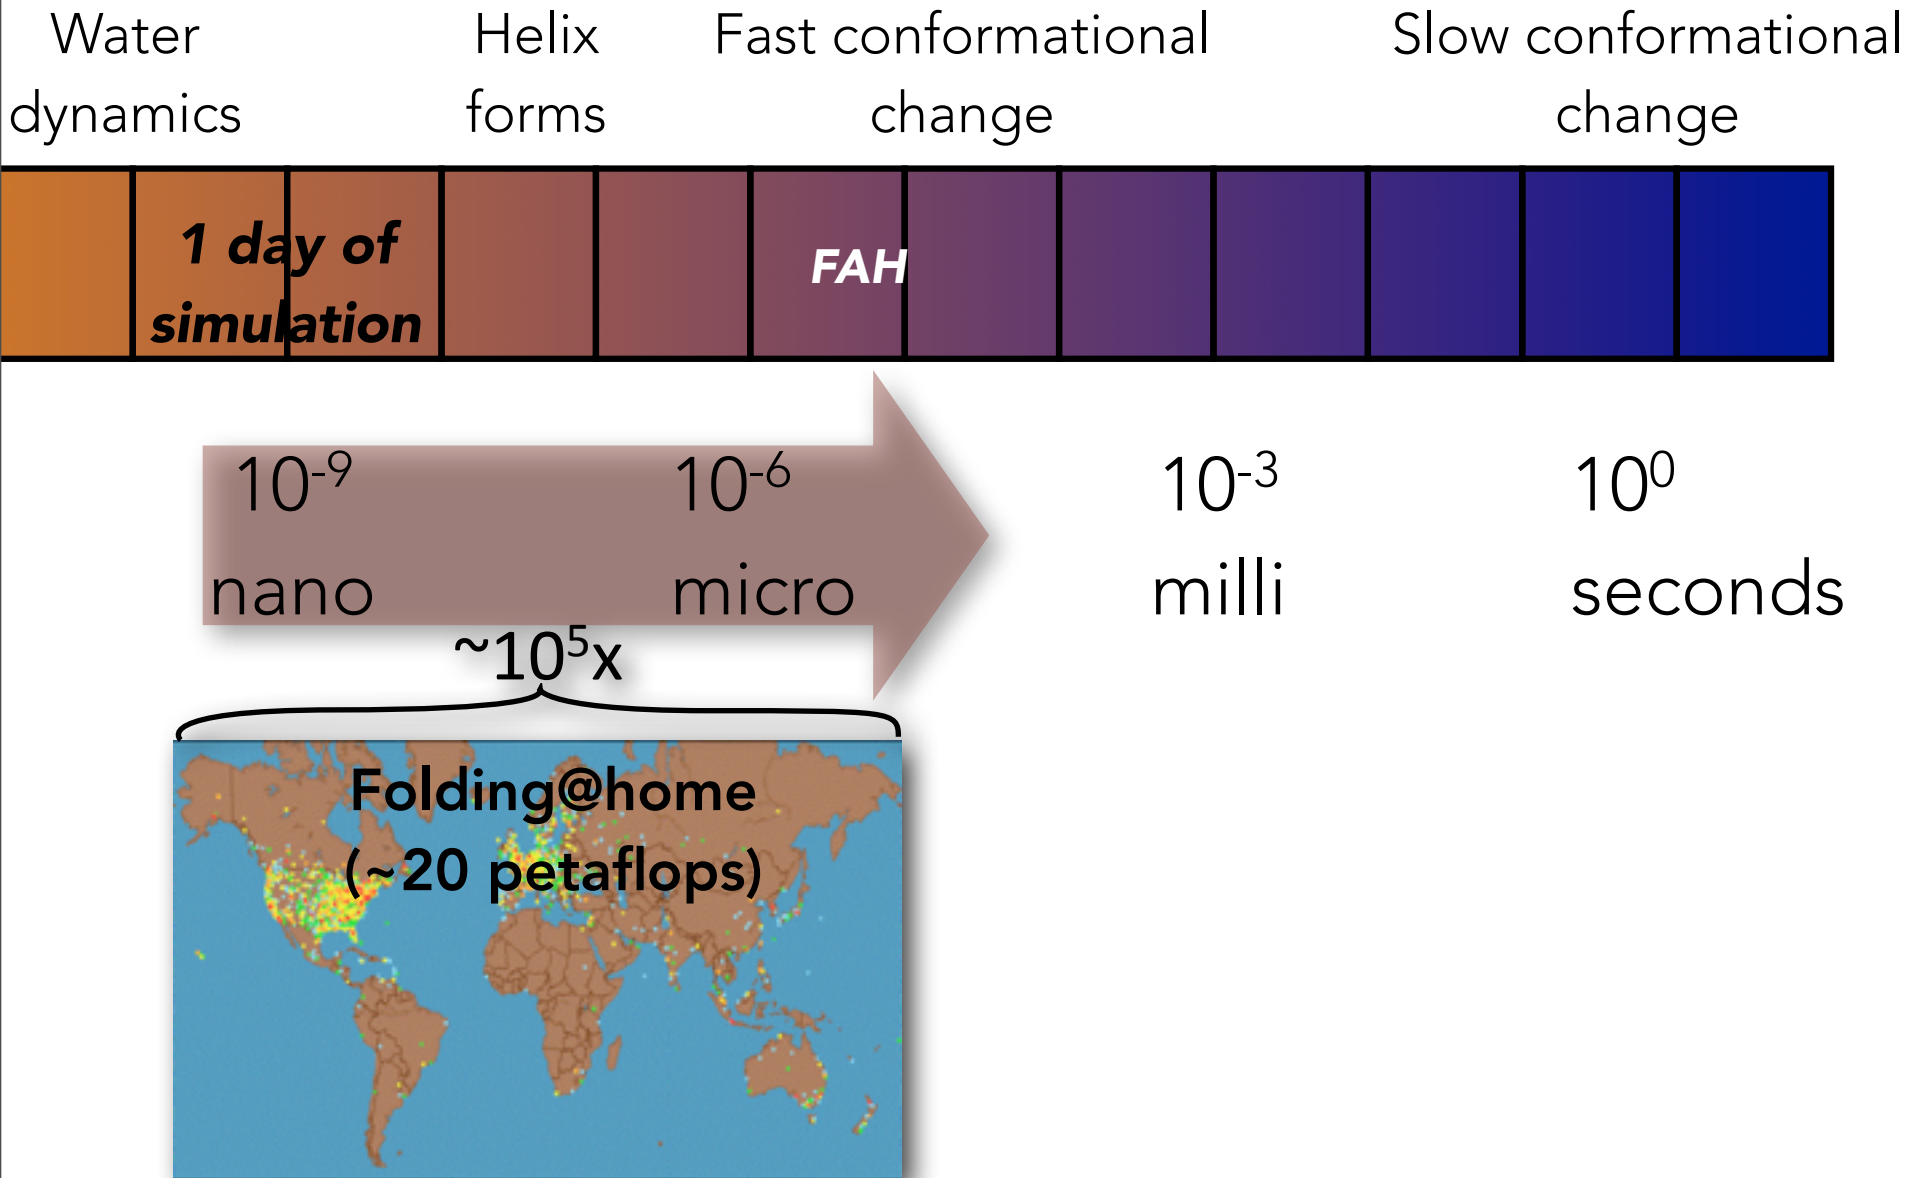 Water
dynamics
Helix
forms
Fast conformational
change
Slow conformational
change
1 day of
simulation
FAH
10⁻⁹
nano
10⁻⁶
micro
10⁻³
milli
10⁰
seconds
~10⁵x
Folding@home
(~20 petaflops)